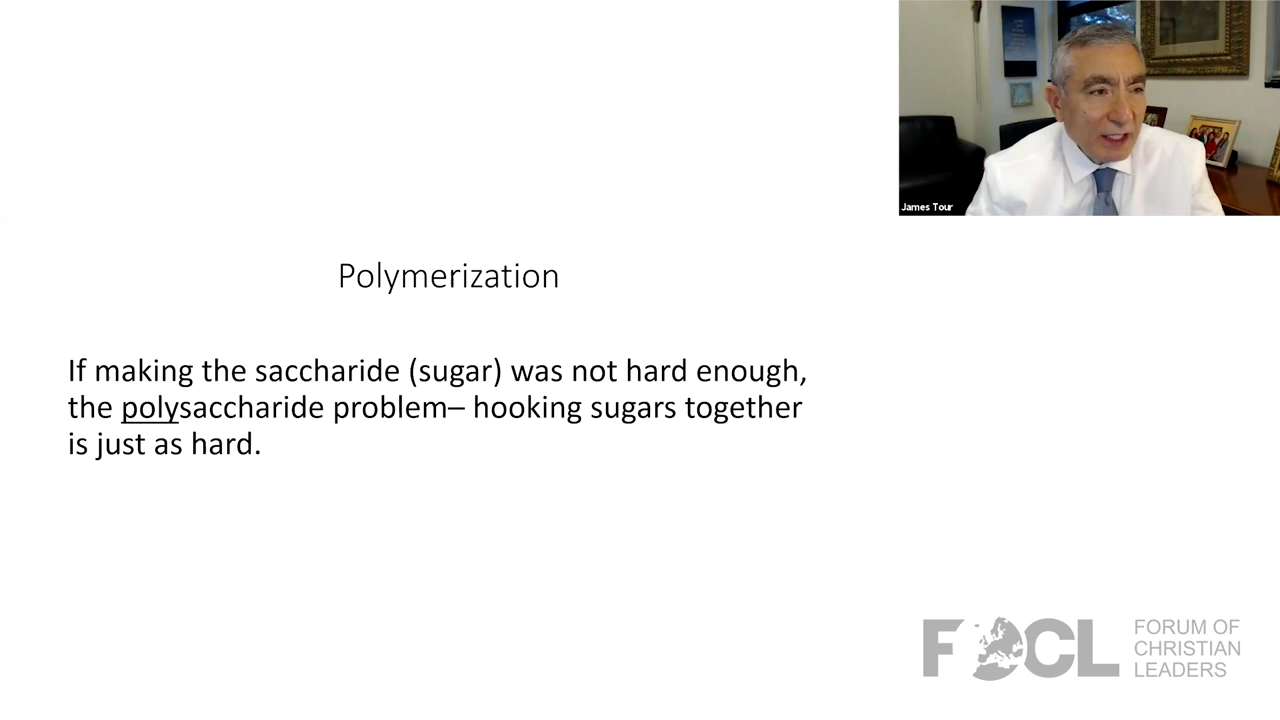 James Tour
Polymerization
If making the saccharide (sugar) was not hard enough,
the polysaccharide problem– hooking sugars together
is just as hard.
FOCL
FORUM OF
CHRISTIAN
LEADERS